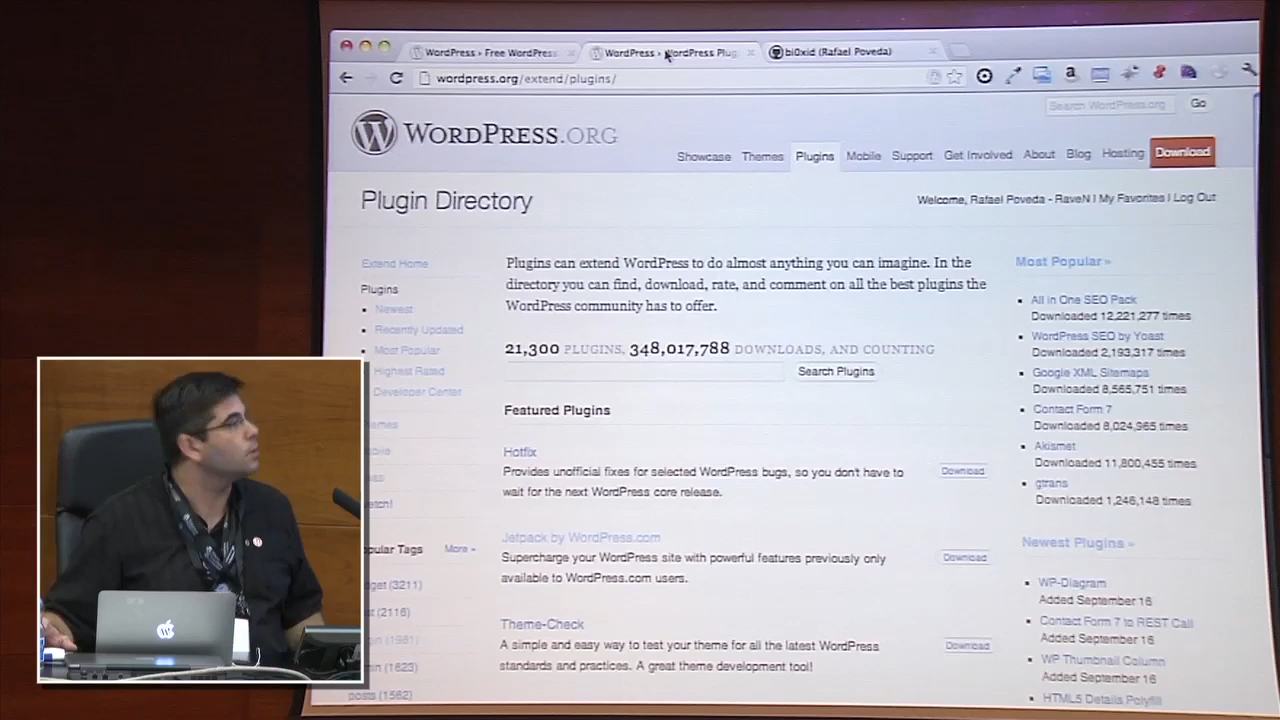 WordPress › Free WordPress
WordPress › WordPress Plug
bi0xid (Rafael Poveda)
wordpress.org/extend/plugins/
Search WordPress.org
Go
WORDPRESS.ORG
Showcase Themes Plugins Mobile Support Get Involved About Blog Hosting Download
Plugin Directory
Welcome, Rafael Poveda - RaveN | My Favorites | Log Out
Extend Home
Plugins
Newest
Recently Updated
Most Popular
Highest Rated
Developer Center
Popular Tags
More »
(3211)
(2116)
(1981)
(1623)
posts (1562)
Plugins can extend WordPress to do almost anything you can imagine. In the
directory you can find, download, rate, and comment on all the best plugins the
WordPress community has to offer.
21,300 PLUGINS, 348,017,788 DOWNLOADS, AND COUNTING
Search Plugins
Featured Plugins
Hotfix
Provides unofficial fixes for selected WordPress bugs, so you don't have to
wait for the next WordPress core release.
Download
Jetpack by WordPress.com
Supercharge your WordPress site with powerful features previously only
available to WordPress.com users.
Download
Theme-Check
A simple and easy way to test your theme for all the latest WordPress
standards and practices. A great theme development tool!
Download
Most Popular »
All in One SEO Pack
Downloaded 12,221,277 times
WordPress SEO by Yoast
Downloaded 2,193,317 times
Google XML Sitemaps
Downloaded 8,565,751 times
Contact Form 7
Downloaded 8,024,965 times
Akismet
Downloaded 11,800,455 times
gtrans
Downloaded 1,246,148 times
Newest Plugins »
WP-Diagram
Added September 16
Contact Form 7 to REST Call
Added September 16
WP Thumbnail Column
Added September 16
HTML5 Details Polyfill